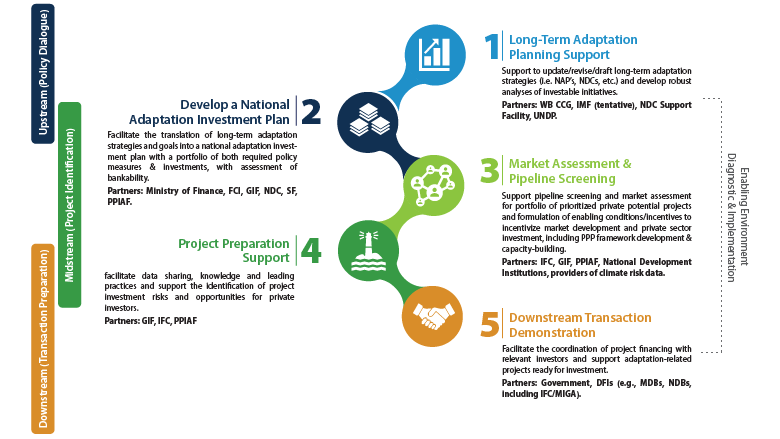 Upstream (Policy Dialogue)
Midstream (Project Identification)
Downstream (Transaction Preparation)
1
Long-Term Adaptation
Planning Support
Support to update/revise/draft long-term adaptation
strategies (i.e. NAP's, NDCs, etc.) and develop robust
analyses of investable initiatives.
Partners: WB CCG, IMF (tentative), NDC Support
Facility, UNDP.
Develop a National
Adaptation Investment Plan
2
Facilitate the translation of long-term adaptation
strategies and goals into a national adaptation invest-
ment plan with a portfolio of both required policy
measures & investments, with assessment of
bankability.
Partners: Ministry of Finance, FCI, GIF, NDC, SF,
PPIAF.
3
Market Assessment &
Pipeline Screening
Support pipeline screening and market assessment
for portfolio of prioritized private potential projects
and formulation of enabling conditions/incentives to
incentivize market development and private sector
investment, including PPP framework development &
capacity-building.
Partners: IFC, GIF, PPIAF, National Development
Institutions, providers of climate risk data.
Project Preparation
Support
4
facilitate data sharing, knowledge and leading
practices and support the identification of project
investment risks and opportunities for private
investors.
Partners: GIF, IFC, PPIAF
5
Downstream Transaction
Demonstration
Facilitate the coordination of project financing with
relevant investors and support adaptation-related
projects ready for investment.
Partners: Government, DFIs (e.g., MDBs, NDBs,
including IFC/MIGA).
Enabling Environment
Diagnostic & Implementation